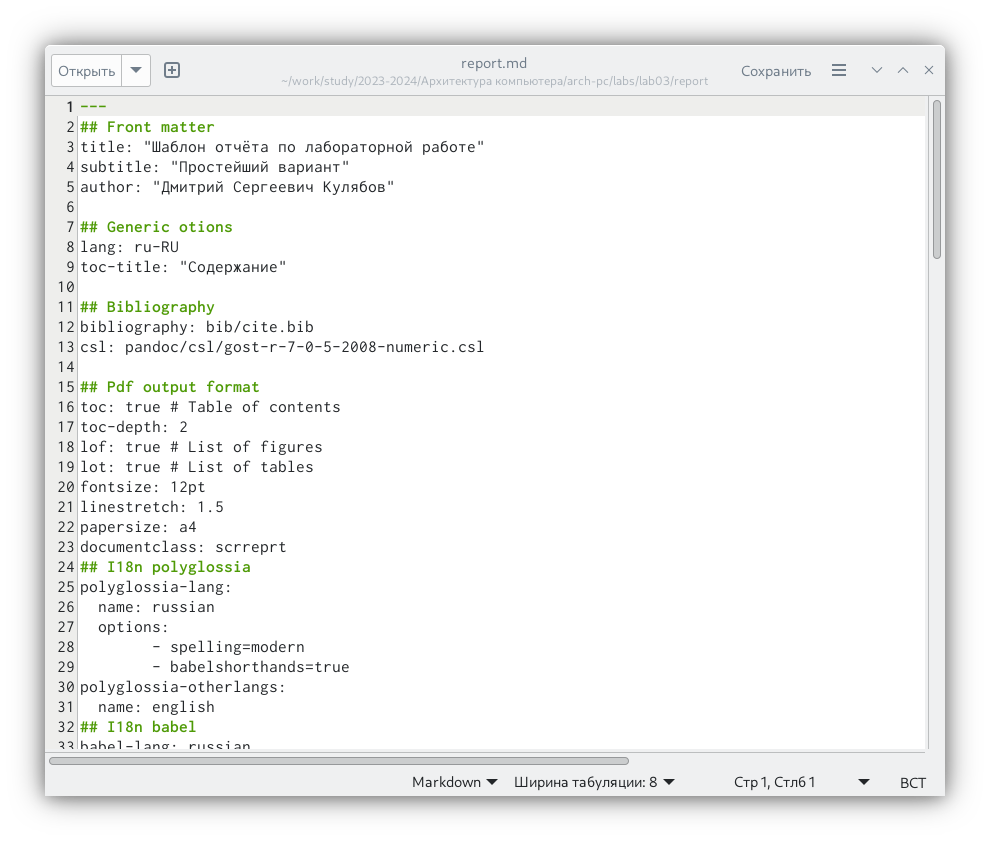 Открыть
report.md
~/work/study/2023-2024/Архитектура компьютера/arch-pc/labs/lab03/report
Сохранить
1 ---
2 ## Front matter
3 title: "Шаблон отчёта по лабораторной работе"
4 subtitle: "Простейший вариант"
5 author: "Дмитрий Сергеевич Кулябов"
6
7 ## Generic otions
8 lang: ru-RU
9 toc-title: "Содержание"
10
11 ## Bibliography
12 bibliography: bib/cite.bib
13 csl: pandoc/csl/gost-r-7-0-5-2008-numeric.csl
14
15 ## Pdf output format
16 toc: true # Table of contents
17 toc-depth: 2
18 lof: true # List of figures
19 lot: true # List of tables
20 fontsize: 12pt
21 linestretch: 1.5
22 papersize: a4
23 documentclass: scrreprt
24 ## I18n polyglossia
25 polyglossia-lang:
26   name: russian
27   options:
28         - spelling=modern
29         - babelshorthands=true
30 polyglossia-otherlangs:
31   name: english
32 ## I18n babel
33 babel-lang: russian
Markdown Ширина табуляции: 8 Стр 1, Стлб 1 ВСТ